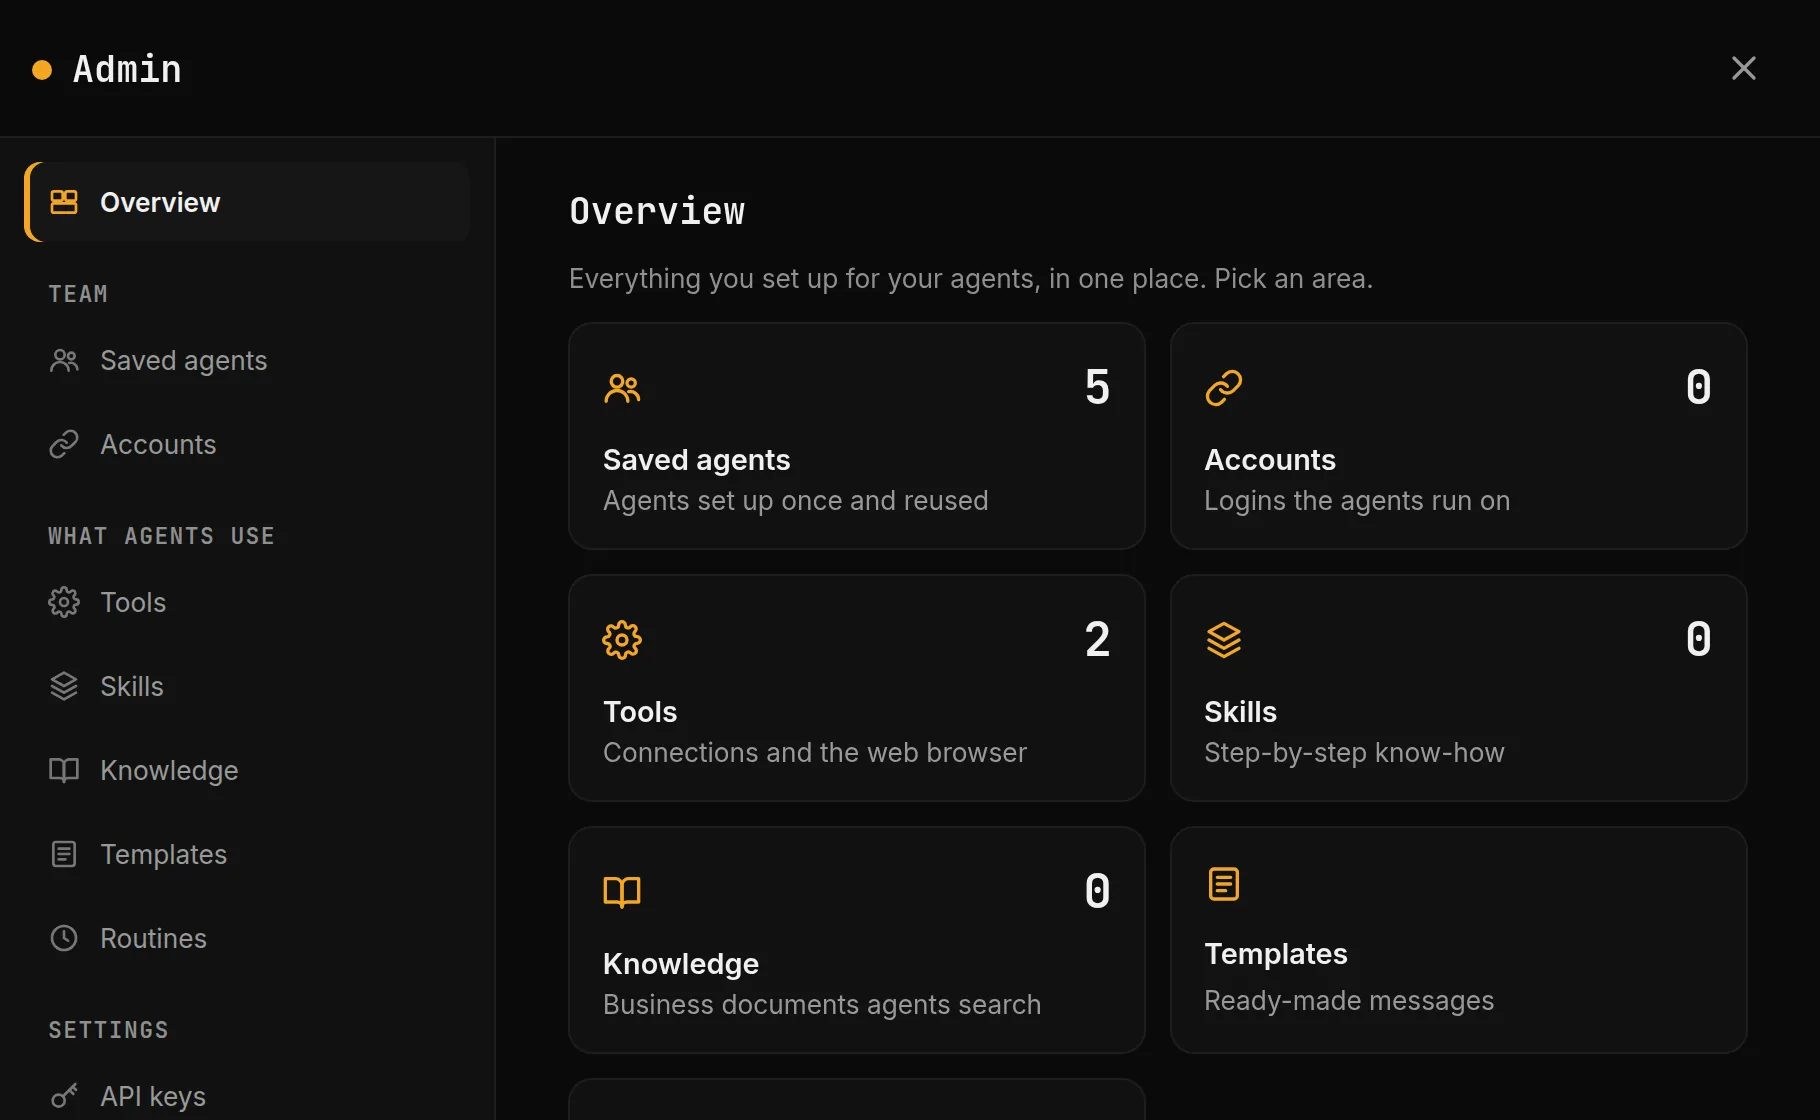 Admin
Overview
TEAM
Saved agents
Accounts
WHAT AGENTS USE
Tools
Skills
Knowledge
Templates
Routines
SETTINGS
API keys
Overview
Everything you set up for your agents, in one place. Pick an area.
5
Saved agents
Agents set up once and reused
0
Accounts
Logins the agents run on
2
Tools
Connections and the web browser
0
Skills
Step-by-step know-how
0
Knowledge
Business documents agents search
Templates
Ready-made messages